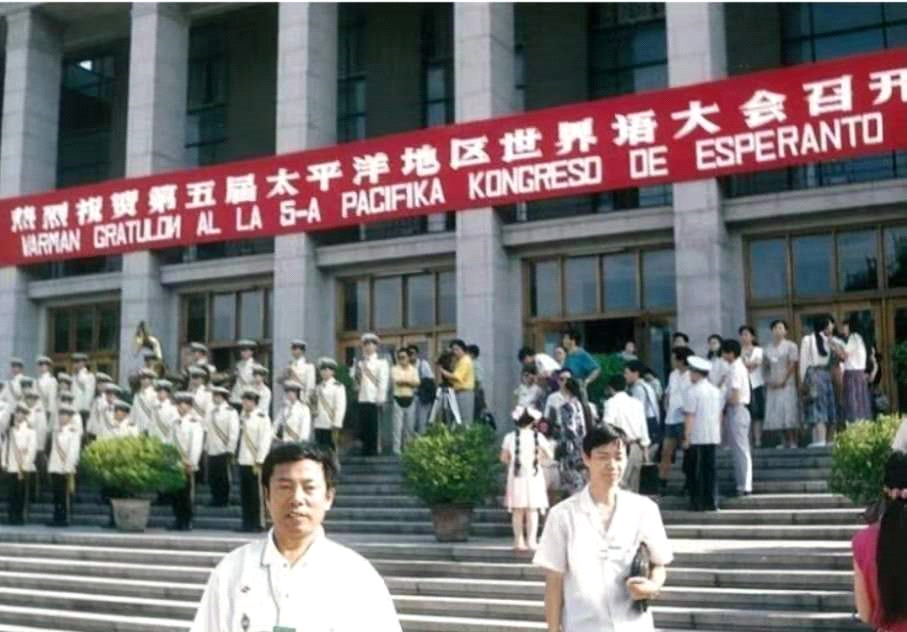 热烈祝贺第五届太平洋地区世界语大会召开
VARMAN GRATULON AL LA 5-A PACIFIKA KONGRESO DE ESPERANTO